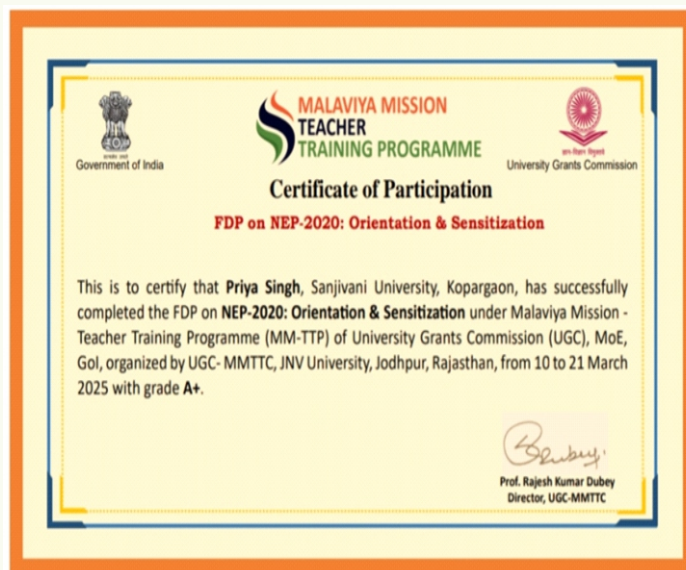 MALAVIYA MISSION
TEACHER
TRAINING PROGRAMME
Government of India
University Grants Commission
Certificate of Participation
FDP on NEP-2020: Orientation & Sensitization
This is to certify that Priya Singh, Sanjivani University, Kopargaon, has successfully
completed the FDP on NEP-2020: Orientation & Sensitization under Malaviya Mission -
Teacher Training Programme (MM-TTP) of University Grants Commission (UGC), MoE,
GoI, organized by UGC- MMTTC, JNV University, Jodhpur, Rajasthan, from 10 to 21 March
2025 with grade A+.
Prof. Rajesh Kumar Dubey
Director, UGC-MMTTC